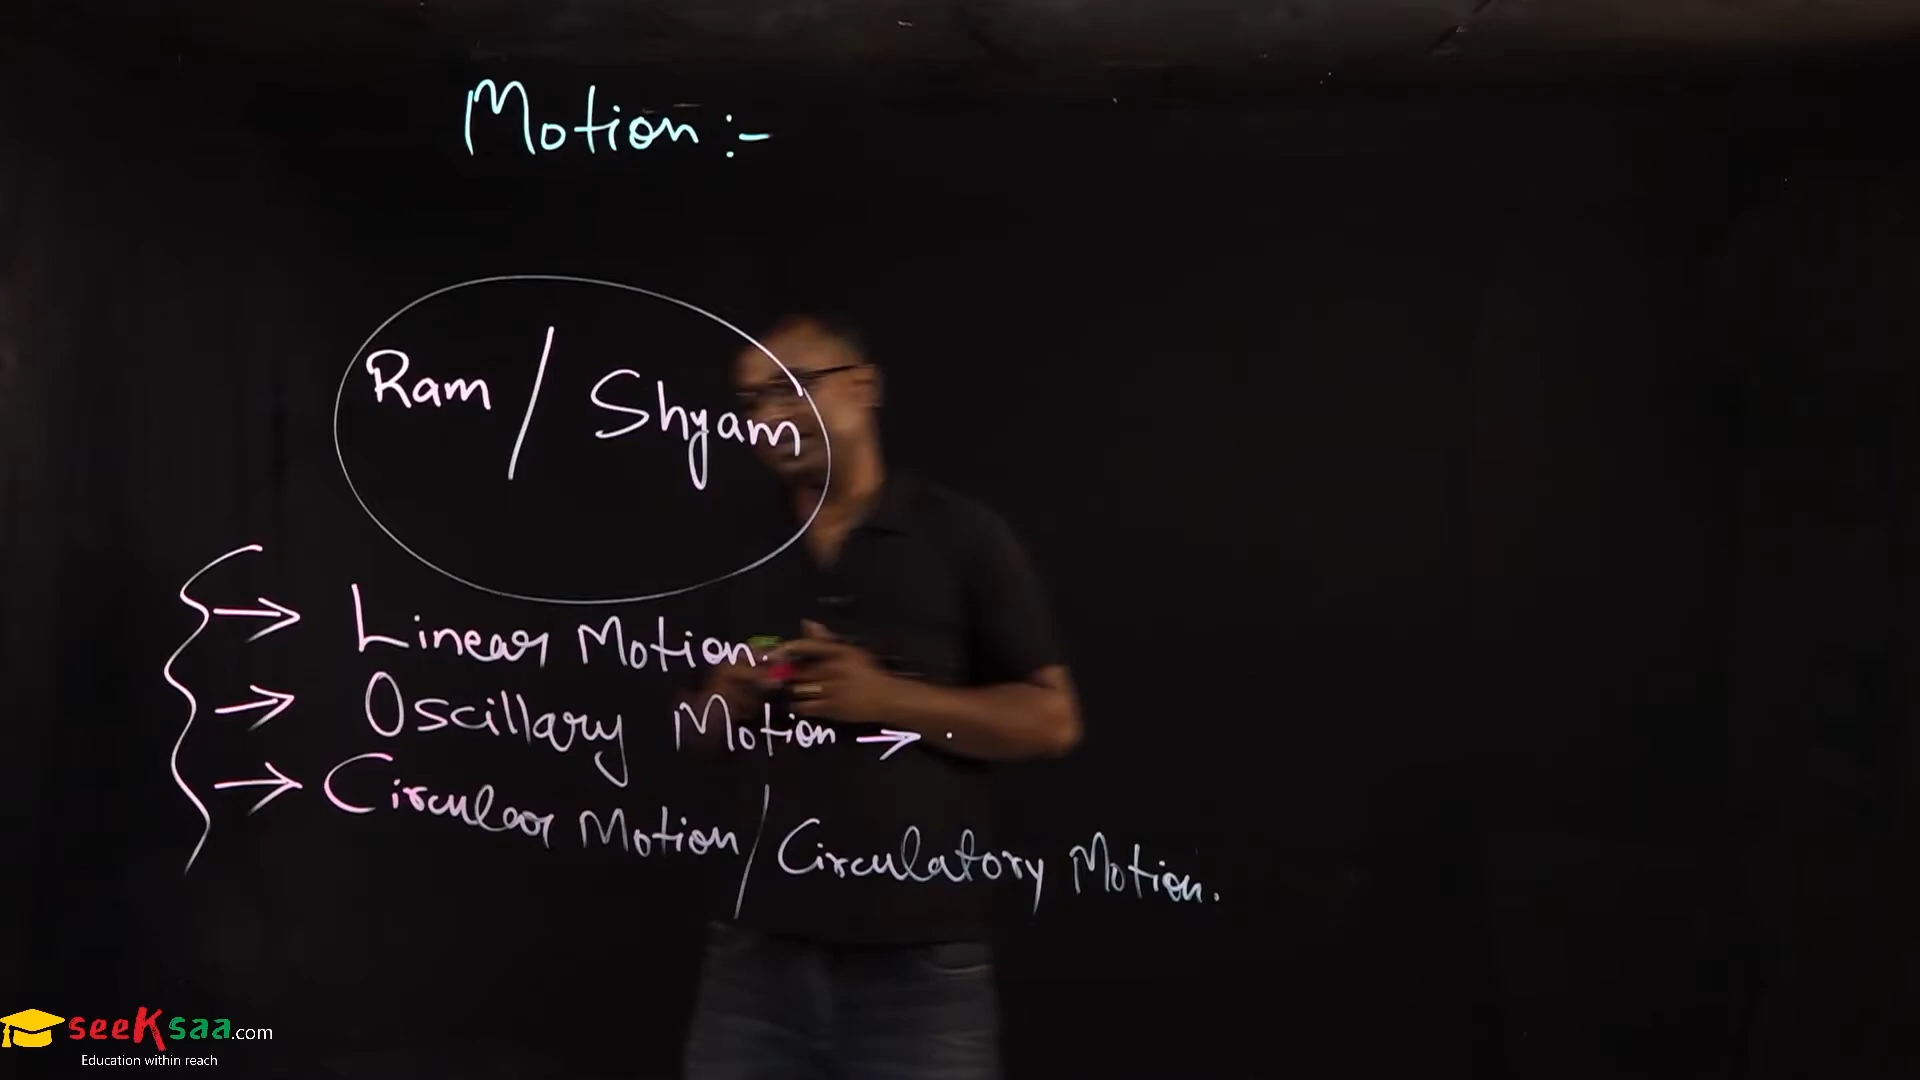 Motion :-
Ram / Shyam
→ Linear Motion.
→ Oscillary Motion → .
→ Circular Motion / Circulatory Motion.
seeKsaa.com
Education within reach